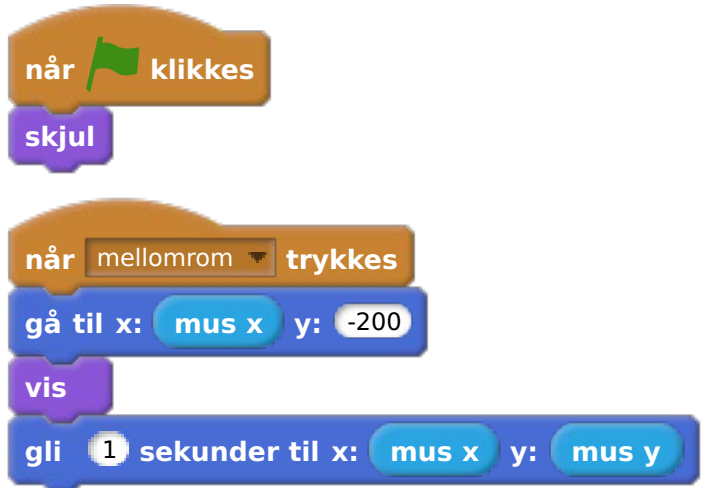 når klikkes
skjul
når mellomrom trykkes
gå til x: mus x y: -200
vis
gli 1 sekunder til x: mus x y: mus y